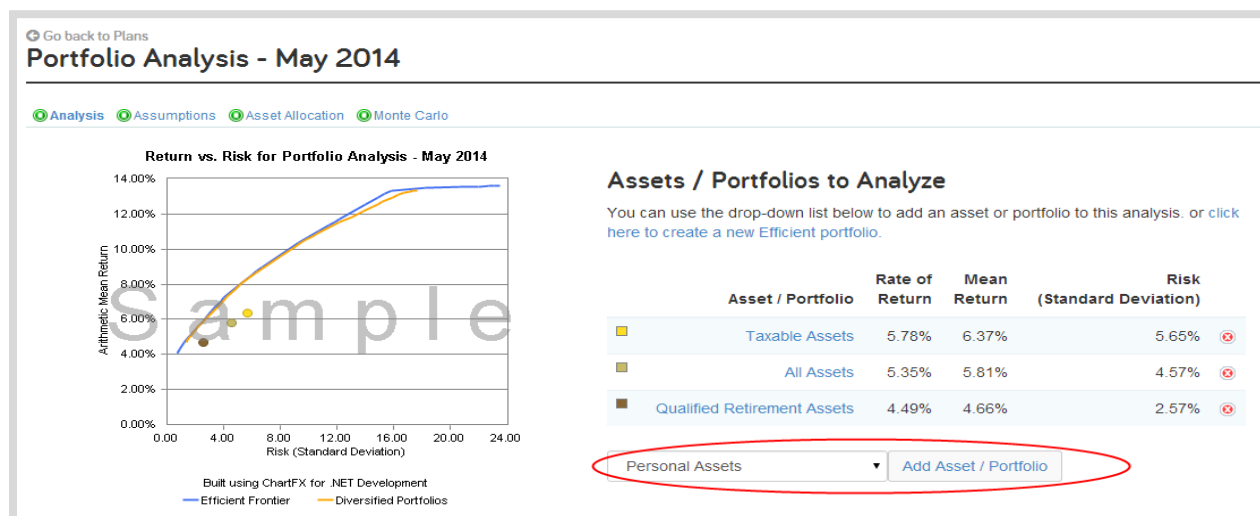 Go back to Plans
Portfolio Analysis - May 2014
Analysis Assumptions Asset Allocation Monte Carlo
Return vs. Risk for Portfolio Analysis - May 2014
14.00%
12.00%
10.00%
8.00%
6.00%
4.00%
2.00%
0.00%
Arithmetic Mean Return
Sample
0.00 4.00 8.00 12.00 16.00 20.00 24.00
Risk (Standard Deviation)
Built using ChartFX for .NET Development
Efficient Frontier Diversified Portfolios
Assets / Portfolios to Analyze
You can use the drop-down list below to add an asset or portfolio to this analysis. or click
here to create a new Efficient portfolio.
Rate of Mean Risk
Asset / Portfolio Return Return (Standard Deviation)
Taxable Assets 5.78% 6.37% 5.65%
All Assets 5.35% 5.81% 4.57%
Qualified Retirement Assets 4.49% 4.66% 2.57%
Personal Assets Add Asset / Portfolio